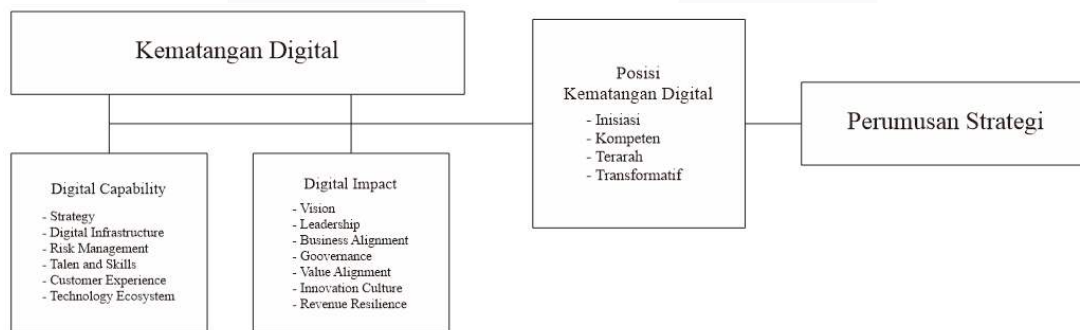 Kematangan Digital
Digital Capability
- Strategy
- Digital Infrastructure
- Risk Management
- Talen and Skills
- Customer Experience
- Technology Ecosystem
Digital Impact
- Vision
- Leadership
- Business Alignment
- Goovernance
- Value Alignment
- Innovation Culture
- Revenue Resilience
Posisi
Kematangan Digital
- Inisiasi
- Kompeten
- Terarah
- Transformatif
Perumusan Strategi